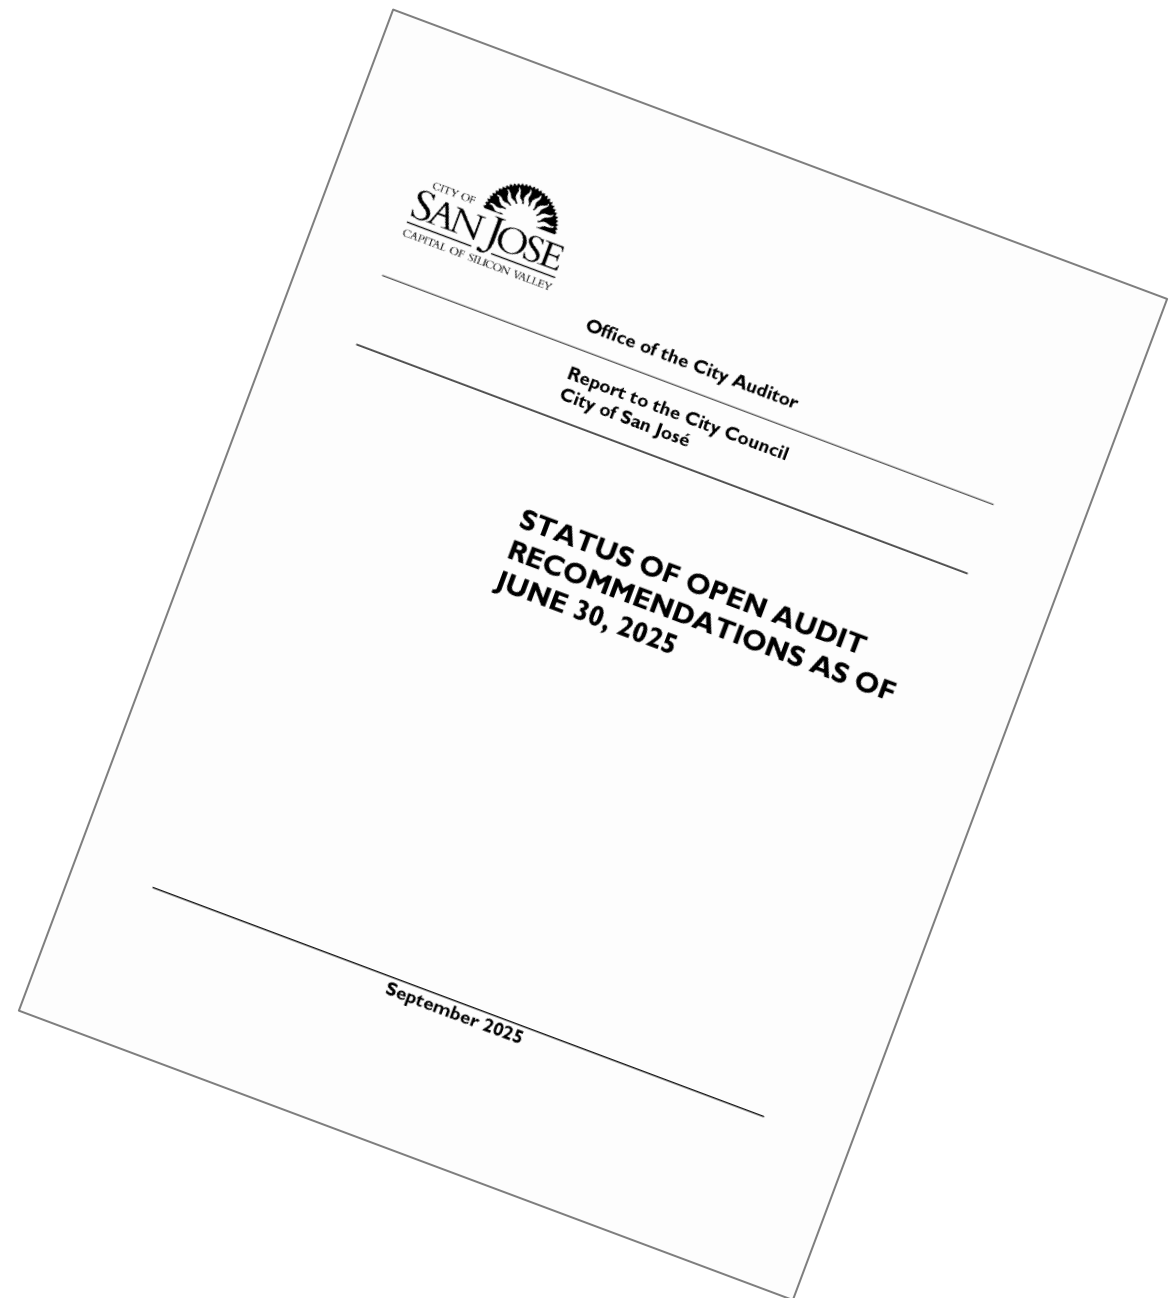 CITY OF
SAN JOSE
CAPITAL OF SILICON VALLEY
Office of the City Auditor
Report to the City Council
City of San José
STATUS OF OPEN AUDIT
RECOMMENDATIONS AS OF
JUNE 30, 2025
September 2025